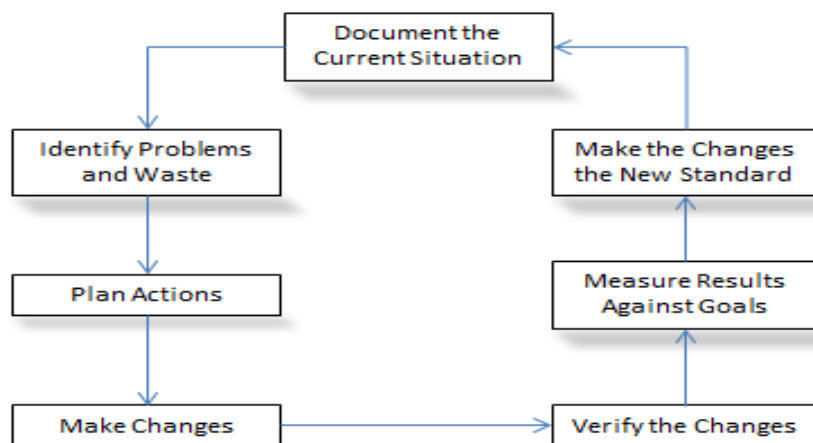 Document the
Current Situation
Identify Problems
and Waste
Make the Changes
the New Standard
Plan Actions
Measure Results
Against Goals
Make Changes
Verify the Changes